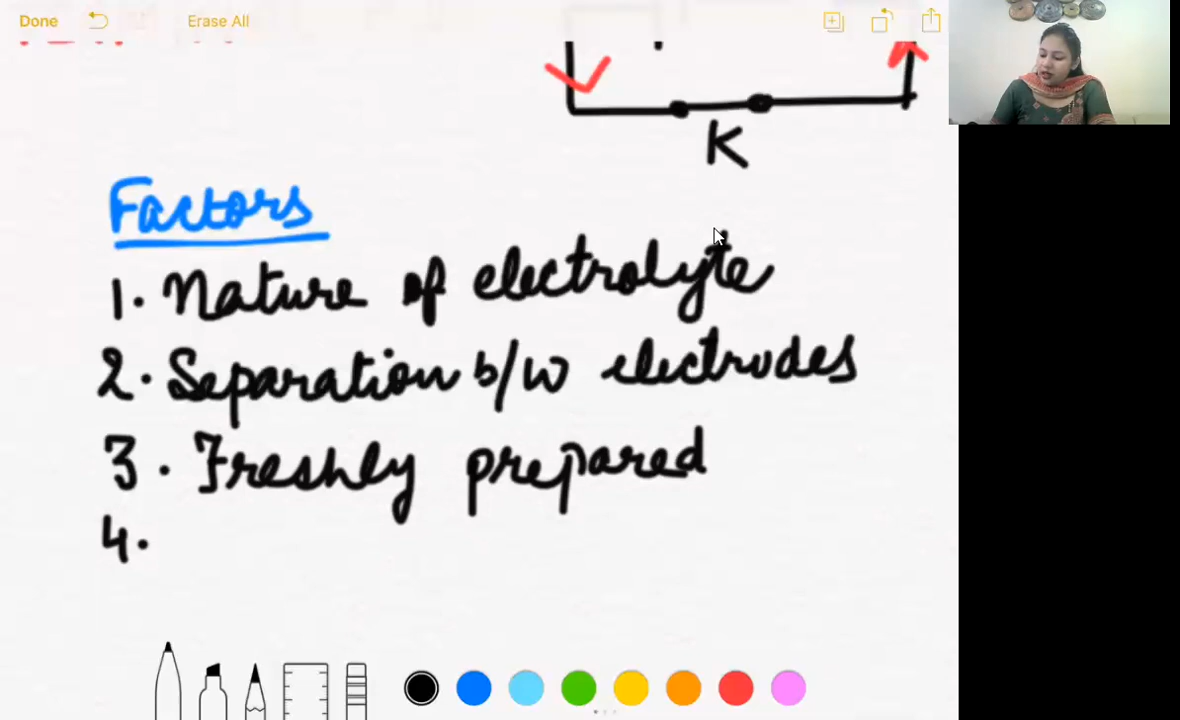 Done Erase All
K
Factors
1. Nature of electrolyte
2. Separation b/w electrodes
3. Freshly prepared
4.